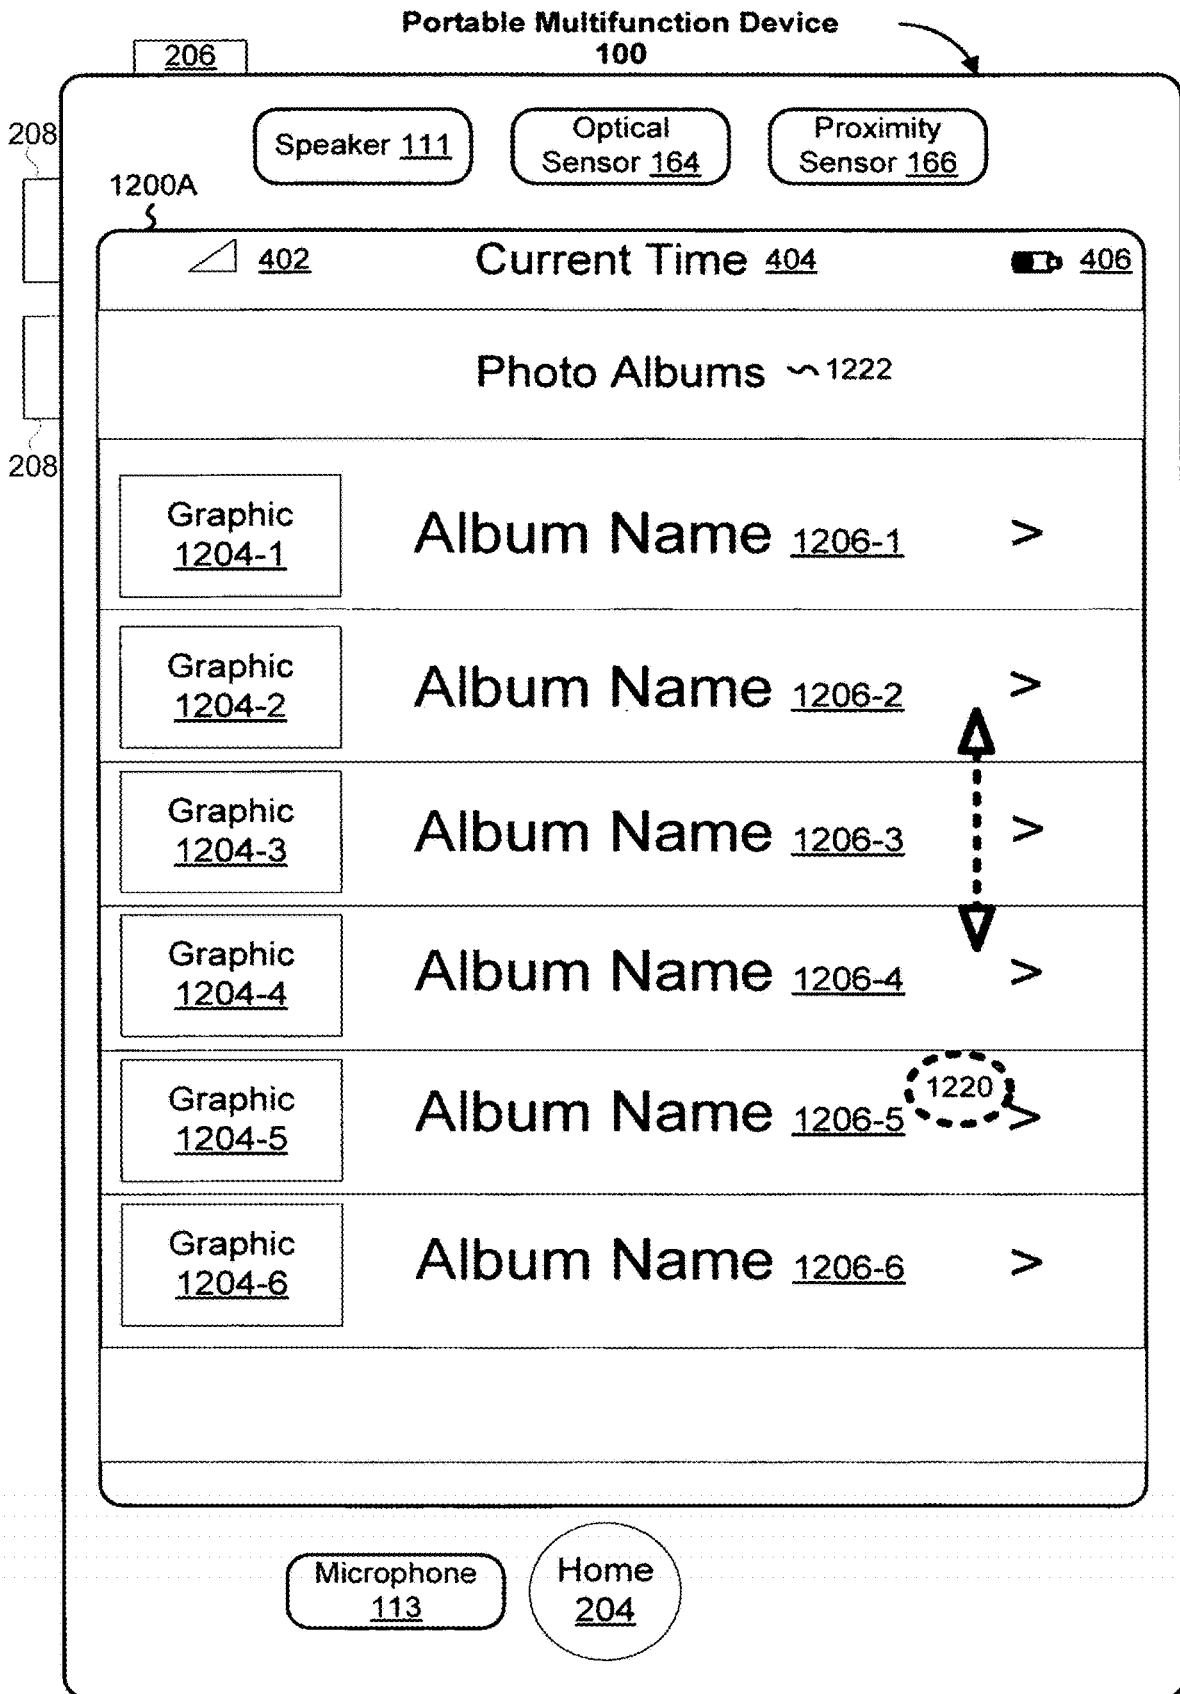 Portable Multifunction Device
100
206
208
Speaker 111
Optical
Sensor 164
Proximity
Sensor 166
1200A
402
Current Time 404
406
Photo Albums 1222
208
Graphic
1204-1
Album Name 1206-1 >
Graphic
1204-2
Album Name 1206-2 >
Graphic
1204-3
Album Name 1206-3 >
Graphic
1204-4
Album Name 1206-4 >
Graphic
1204-5
Album Name 1206-5 >
1220
Graphic
1204-6
Album Name 1206-6 >
Microphone
113
Home
204